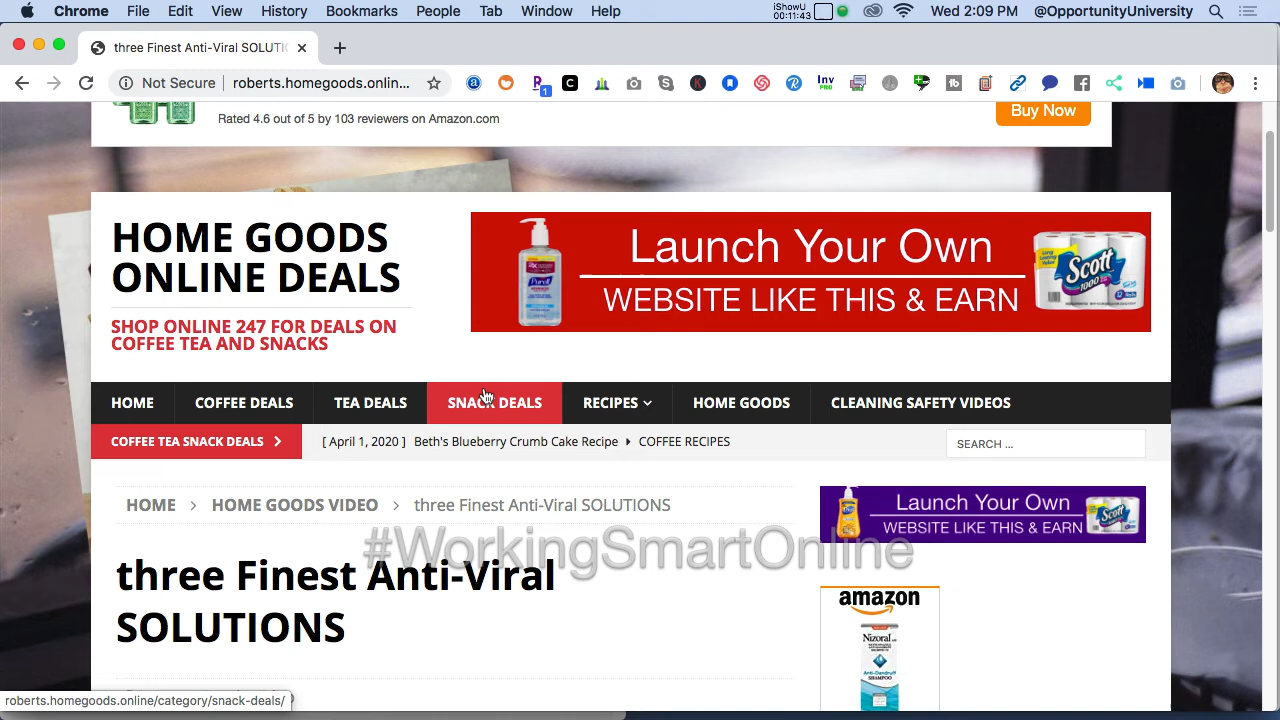 Chrome File Edit View History Bookmarks People Tab Window Help
iShowU
00:11:43
Wed 2:09 PM @OpportunityUniversity
three Finest Anti-Viral SOLUTIO
Not Secure roberts.homegoods.onlin...
Inv
PRO
Rated 4.6 out of 5 by 103 reviewers on Amazon.com
Buy Now
HOME GOODS
ONLINE DEALS
SHOP ONLINE 247 FOR DEALS ON
COFFEE TEA AND SNACKS
Launch Your Own
WEBSITE LIKE THIS & EARN
Purell
Scott
1000
HOME COFFEE DEALS TEA DEALS SNACK DEALS RECIPES HOME GOODS CLEANING SAFETY VIDEOS
COFFEE TEA SNACK DEALS [ April 1, 2020 ] Beth's Blueberry Crumb Cake Recipe COFFEE RECIPES SEARCH ...
HOME > HOME GOODS VIDEO > three Finest Anti-Viral SOLUTIONS
Launch Your Own
WEBSITE LIKE THIS & EARN
Dial
Scott
#WorkingSmartOnline
three Finest Anti-Viral
SOLUTIONS
amazon
Nizoral
ANTI-DANDRUFF
SHAMPOO
roberts.homegoods.online/category/snack-deals/